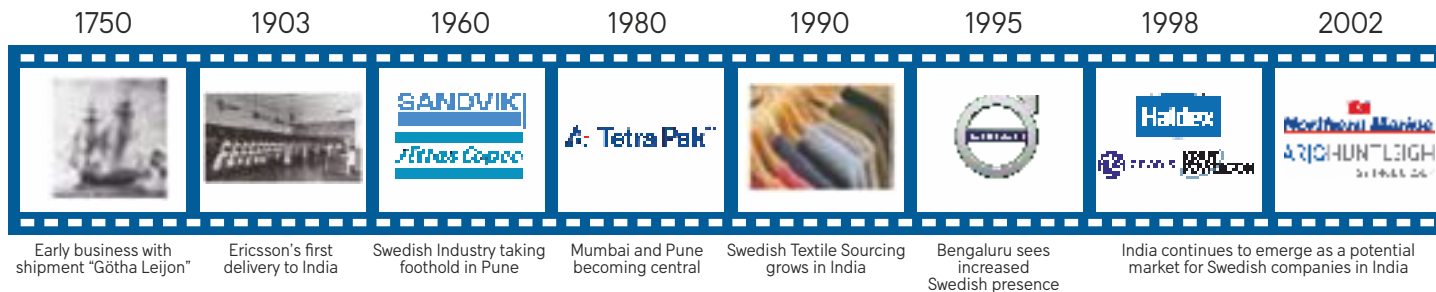 1750 1903 1960 1980 1990 1995 1998 2002
SANDVIK
Atlas Copco
Tetra Pak
Haldex
Northern Marine
ARJOHUNTLEIGH
Early business with
shipment “Götha Leijon”
Ericsson’s first
delivery to India
Swedish Industry taking
foothold in Pune
Mumbai and Pune
becoming central
Swedish Textile Sourcing
grows in India
Bengaluru sees
increased
Swedish presence
India continues to emerge as a potential
market for Swedish companies in India